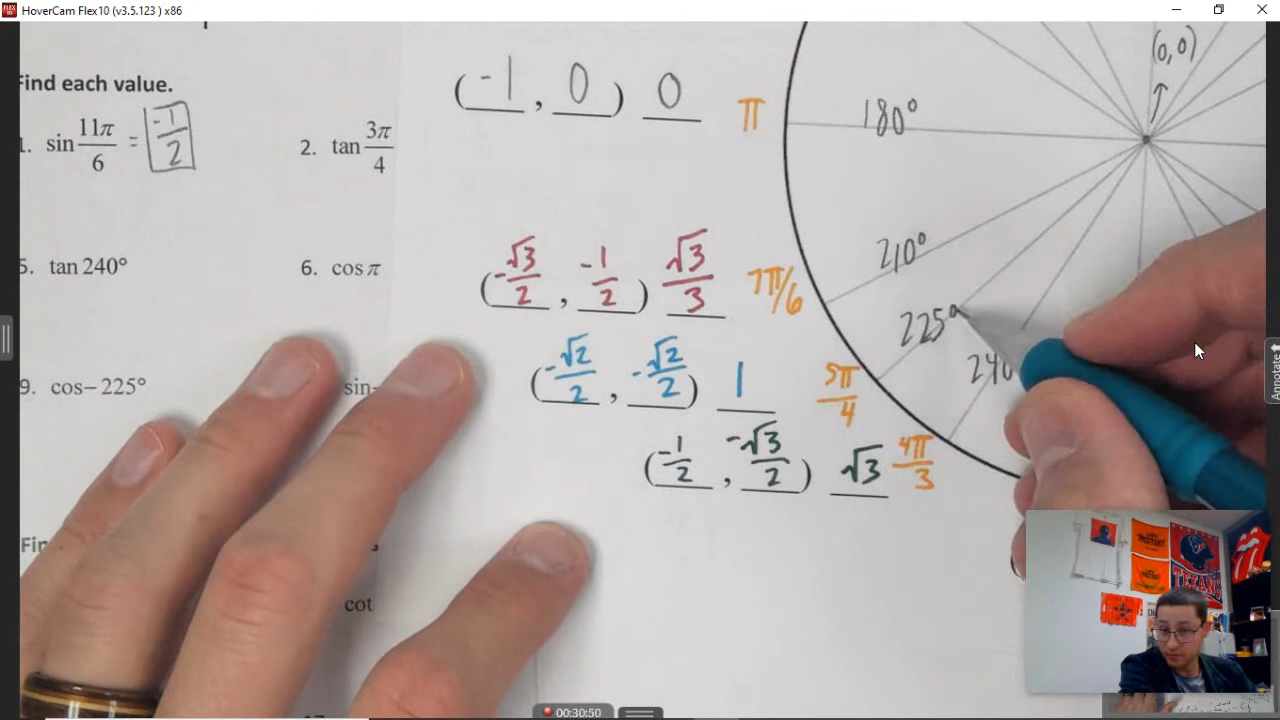 HoverCam Flex10 (v3.5.123 ) x86
Find each value.
1. sin 11π/6 = -1/2
2. tan 3π/4
5. tan 240°
6. cos π
9. cos−225°
sin-
Fin
cot
(-1, 0) 0 π
(-√3/2, -1/2) √3/3 7π/6
(-√2/2, -√2/2) 1 5π/4
(-1/2, -√3/2) √3 4π/3
(0,0)
180°
210°
225°
240
TEXANS
Annotate
00:30:50